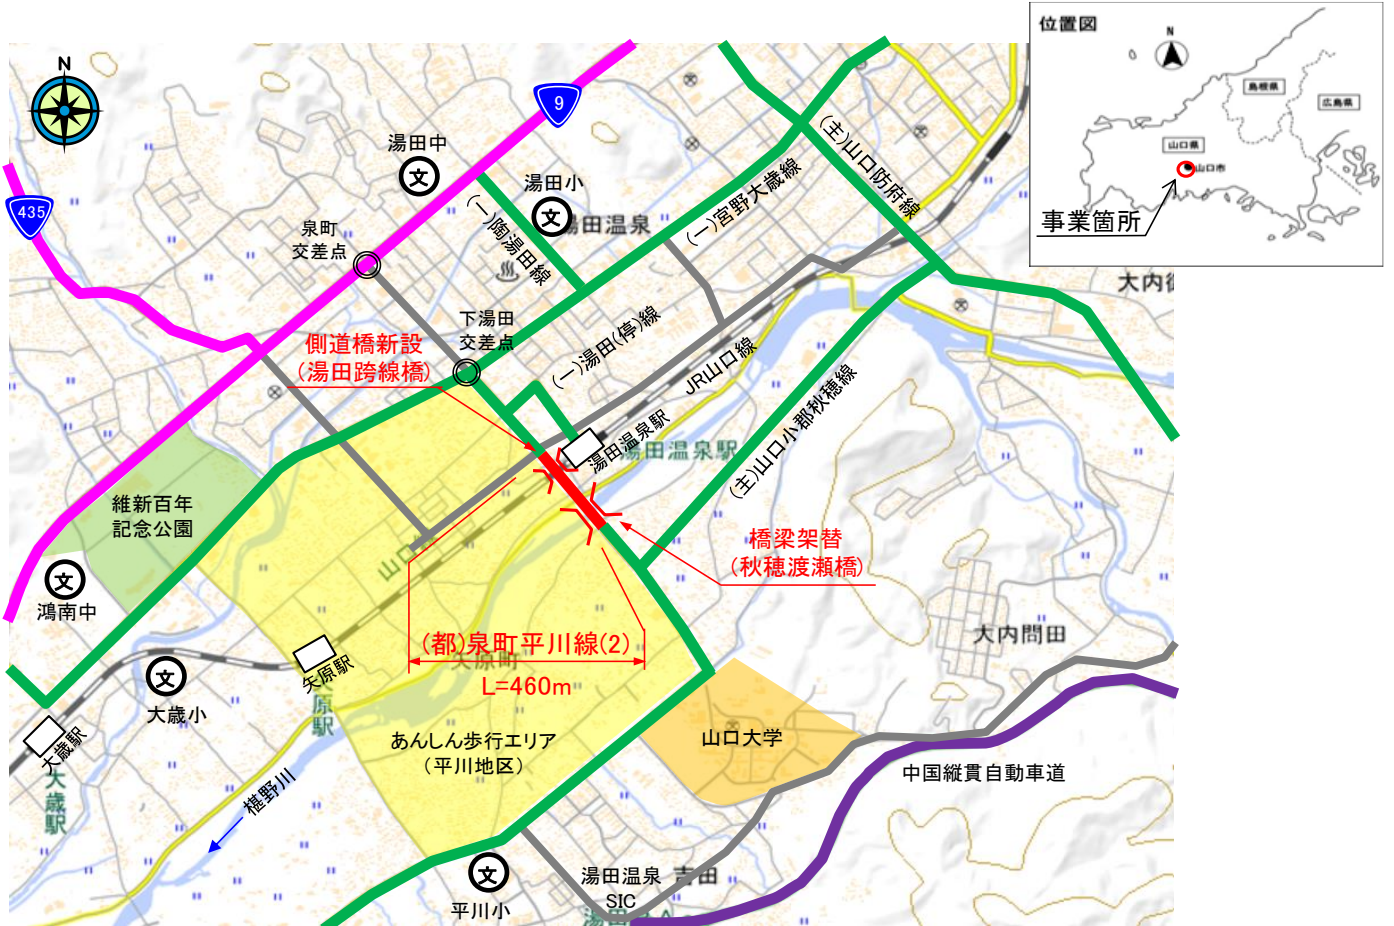 位置図
N
島根県
広島県
山口県
山口市
事業箇所
N
9
435
湯田中
文
湯田小
文
湯田温泉
泉町
交差点
(一)陶湯田線
(一)宮野大歳線
(主)山口防府線
大内御
下湯田
交差点
(一)湯田(停)線
側道橋新設
(湯田跨線橋)
JR山口線
湯田温泉駅
湯田温泉駅
(主)山口小郡秋穂線
維新百年
記念公園
山口
橋梁架替
(秋穂渡瀬橋)
文
鴻南中
(都)泉町平川線(2)
矢原町
L=460m
大内問田
矢原駅
矢原駅
文
大歳小
大歳駅
大歳駅
あんしん歩行エリア
(平川地区)
山口大学
中国縦貫自動車道
椹野川
文
平川小
湯田温泉
SIC
吉田